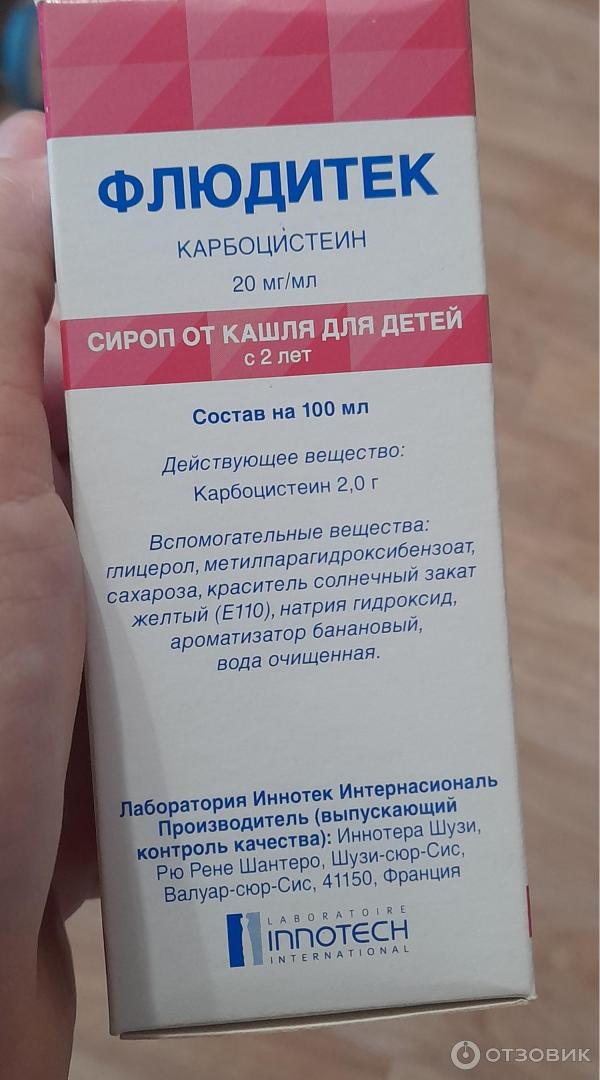 ФЛЮДИТЕК
КАРБОЦИСТЕИН
20 мг/мл
СИРОП ОТ КАШЛЯ ДЛЯ ДЕТЕЙ
с 2 лет
Состав на 100 мл
Действующее вещество:
Карбоцистеин 2,0 г
Вспомогательные вещества:
глицерол, метилпарагидроксибензоат,
сахароза, краситель солнечный закат
желтый (Е110), натрия гидроксид,
ароматизатор банановый,
вода очищенная.
Лаборатория Иннотек Интернасиональ
Производитель (выпускающий
контроль качества): Иннотера Шузи,
Рю Рене Шантеро, Шузи-сюр-Сис,
Валуар-сюр-Сис, 41150, Франция
LABORATOIRE
INNOTECH
INTERNATIONAL
ОТЗОВИК